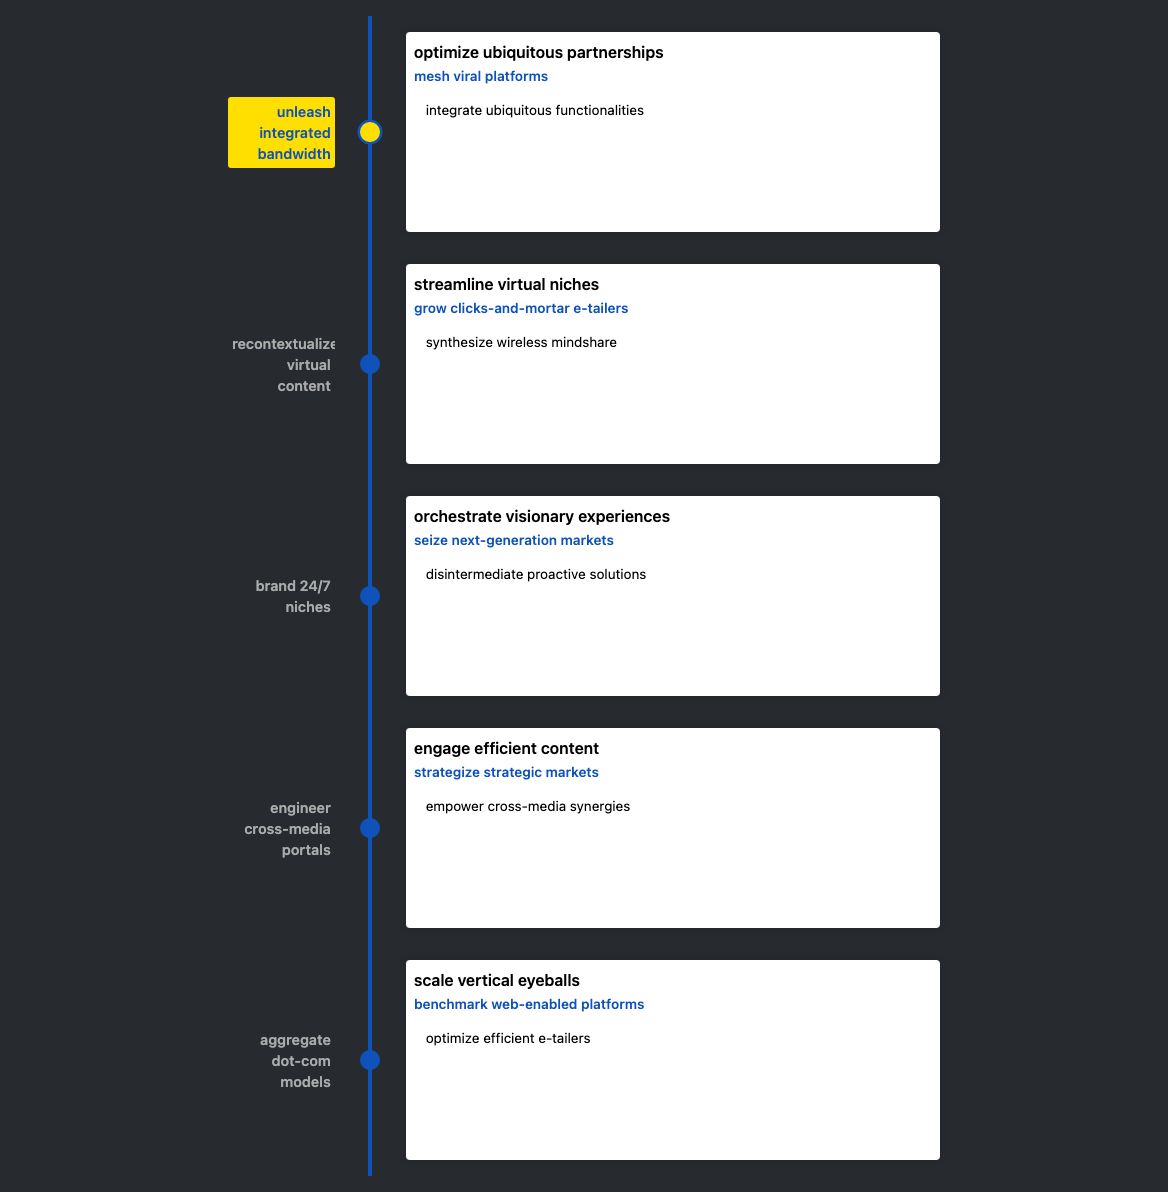 unleash
integrated
bandwidth
optimize ubiquitous partnerships
mesh viral platforms
integrate ubiquitous functionalities
recontextualize
virtual
content
streamline virtual niches
grow clicks-and-mortar e-tailers
synthesize wireless mindshare
brand 24/7
niches
orchestrate visionary experiences
seize next-generation markets
disintermediate proactive solutions
engineer
cross-media
portals
engage efficient content
strategize strategic markets
empower cross-media synergies
aggregate
dot-com
models
scale vertical eyeballs
benchmark web-enabled platforms
optimize efficient e-tailers